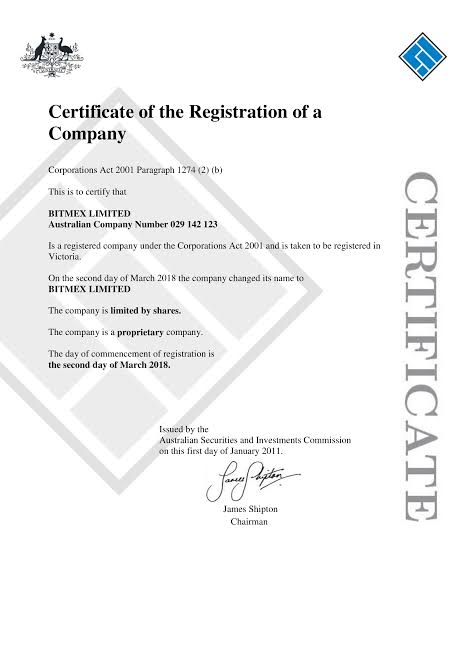 Certificate of the Registration of a
Company
Corporations Act 2001 Paragraph 1274 (2) (b)
This is to certify that
BITMEX LIMITED
Australian Company Number 029 142 123
Is a registered company under the Corporations Act 2001 and is taken to be registered in
Victoria.
On the second day of March 2018 the company changed its name to
BITMEX LIMITED
The company is limited by shares.
The company is a proprietary company.
The day of commencement of registration is
the second day of March 2018.
Issued by the
Australian Securities and Investments Commission
on this first day of January 2011.
James Shipton
James Shipton
Chairman
CERTIFICATE